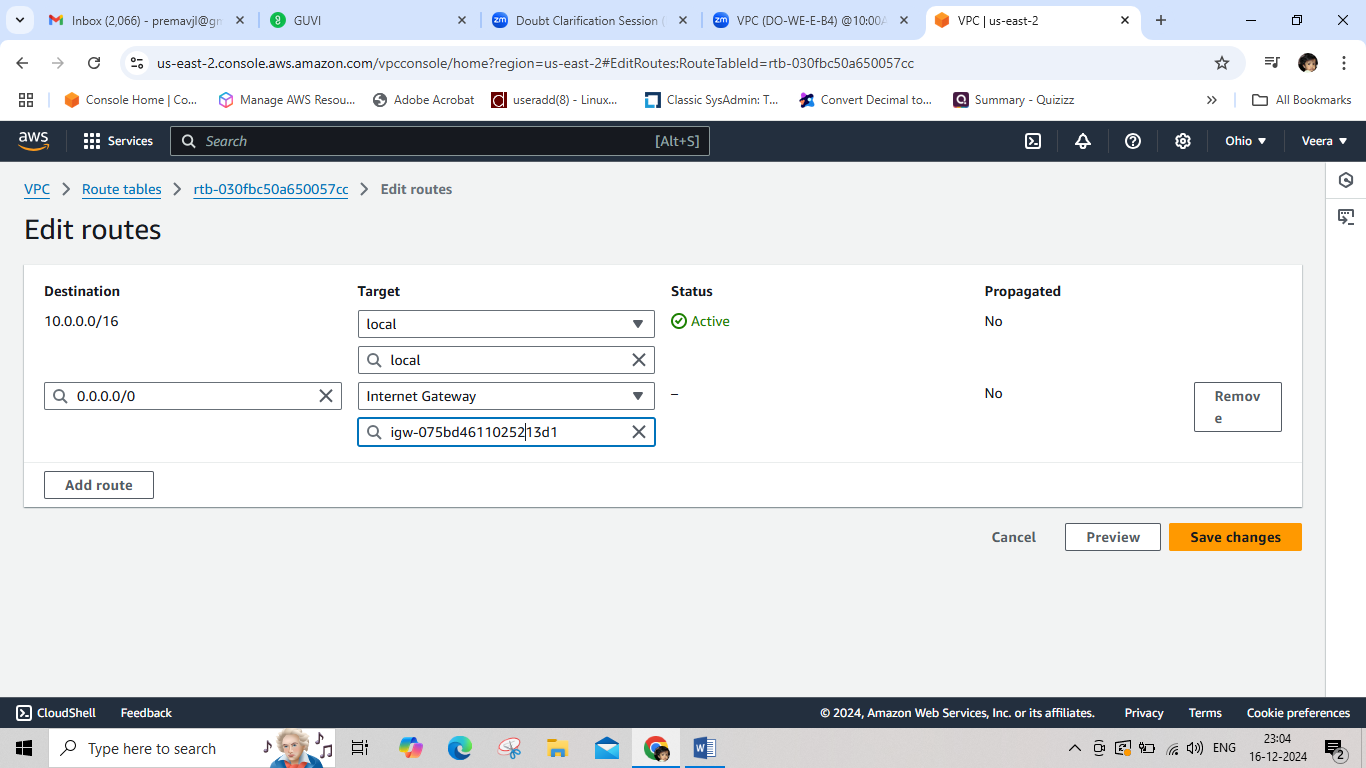 Inbox (2,066) - premavjl@gm
GUVI
Doubt Clarification Session (
VPC (DO-WE-E-B4) @10:00A
VPC | us-east-2
us-east-2.console.aws.amazon.com/vpcconsole/home?region=us-east-2#EditRoutes:RouteTableId=rtb-030fbc50a650057cc
Console Home | Co...
Manage AWS Resou...
Adobe Acrobat
useradd(8) - Linux...
Classic SysAdmin: T...
Convert Decimal to...
Summary - Quizizz
All Bookmarks
aws
Services
Search
[Alt+S]
Ohio
Veera
VPC
Route tables
rtb-030fbc50a650057cc
Edit routes
Edit routes
Destination Target Status Propagated
10.0.0.0/16 local Active No
local
0.0.0.0/0 Internet Gateway – No Remov
e
igw-075bd4611025213d1
Add route
Cancel Preview Save changes
CloudShell Feedback © 2024, Amazon Web Services, Inc. or its affiliates. Privacy Terms Cookie preferences
Type here to search
ENG
23:04
16-12-2024
2